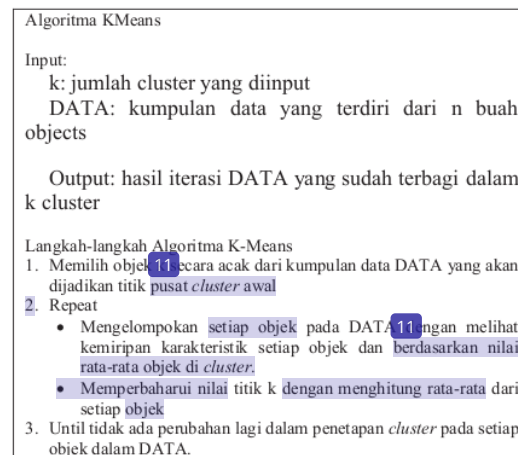 Algoritma KMeans
Input:
k: jumlah cluster yang diinput
DATA: kumpulan data yang terdiri dari n buah
objects
Output: hasil iterasi DATA yang sudah terbagi dalam
k cluster
Langkah-langkah Algoritma K-Means
1. Memilih objek 11 secara acak dari kumpulan data DATA yang akan
dijadikan titik pusat cluster awal
2. Repeat
• Mengelompokan setiap objek pada DATA 11 dengan melihat
kemiripan karakteristik setiap objek dan berdasarkan nilai
rata-rata objek di cluster.
• Memperbaharui nilai titik k dengan menghitung rata-rata dari
setiap objek
3. Until tidak ada perubahan lagi dalam penetapan cluster pada setiap
objek dalam DATA.